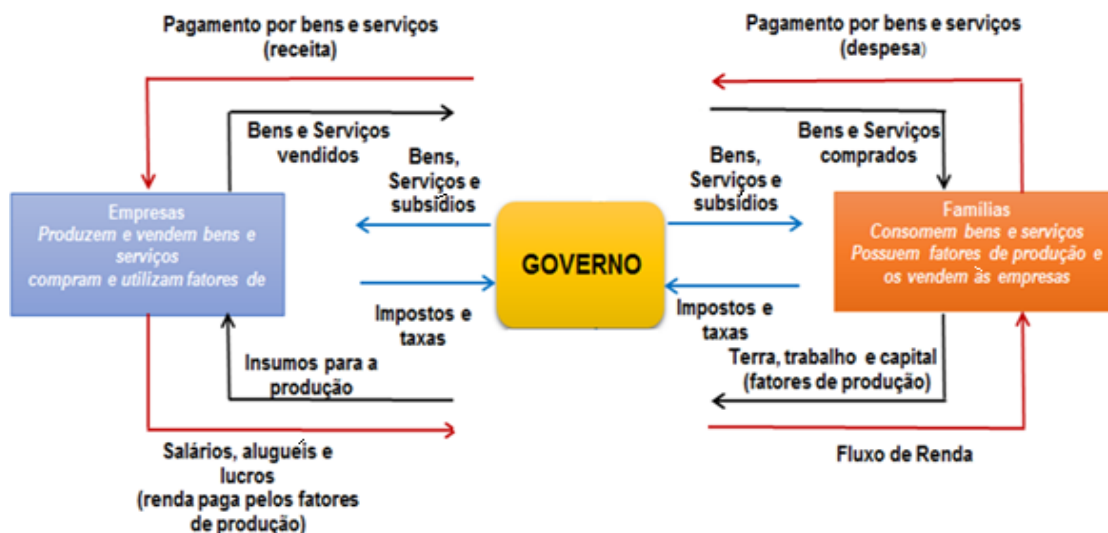 Pagamento por bens e serviços
(receita)
Pagamento por bens e serviços
(despesa)
Bens e Serviços
vendidos
Bens,
Serviços e
subsídios
Bens,
Serviços e
subsídios
Bens e Serviços
comprados
Empresas
Produzem e vendem bens e
serviços
compram e utilizam fatores de
GOVERNO
Famílias
Consomem bens e serviços
Possuem fatores de produção e
os vendem às empresas
Impostos e
taxas
Impostos e
taxas
Insumos para a
produção
Terra, trabalho e capital
(fatores de produção)
Salários, alugueis e
lucros
(renda paga pelos fatores
de produção)
Fluxo de Renda